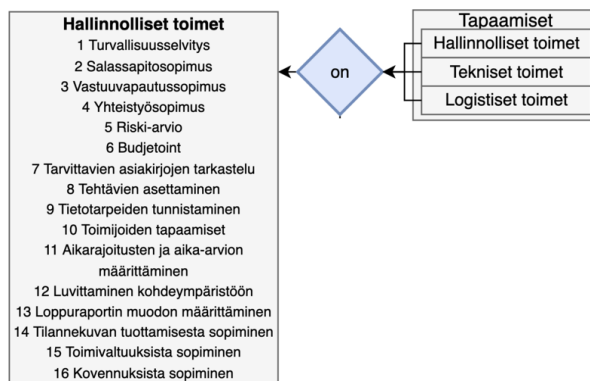 Hallinnolliset toimet
1 Turvallisuusselvitys
2 Salassapitosopimus
3 Vastuuvapautussopimus
4 Yhteistyösopimus
5 Riski-arvio
6 Budjetoint
7 Tarvittavien asiakirjojen tarkastelu
8 Tehtävien asettaminen
9 Tietotarpeiden tunnistaminen
10 Toimijoiden tapaamiset
11 Aikarajoitusten ja aika-arvion
määrittäminen
12 Luvittaminen kohdeympäristöön
13 Loppuraportin muodon määrittäminen
14 Tilannekuvan tuottamisesta sopiminen
15 Toimivaltuuksista sopiminen
16 Kovennuksista sopiminen
on
Tapaamiset
Hallinnolliset toimet
Tekniset toimet
Logistiset toimet